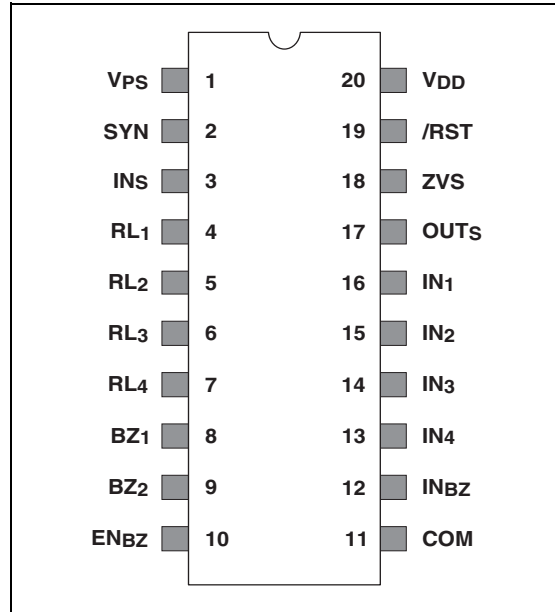 VPS 1 20 VDD
SYN 2 19 /RST
INS 3 18 ZVS
RL1 4 17 OUTS
RL2 5 16 IN1
RL3 6 15 IN2
RL4 7 14 IN3
BZ1 8 13 IN4
BZ2 9 12 INBZ
ENBZ 10 11 COM